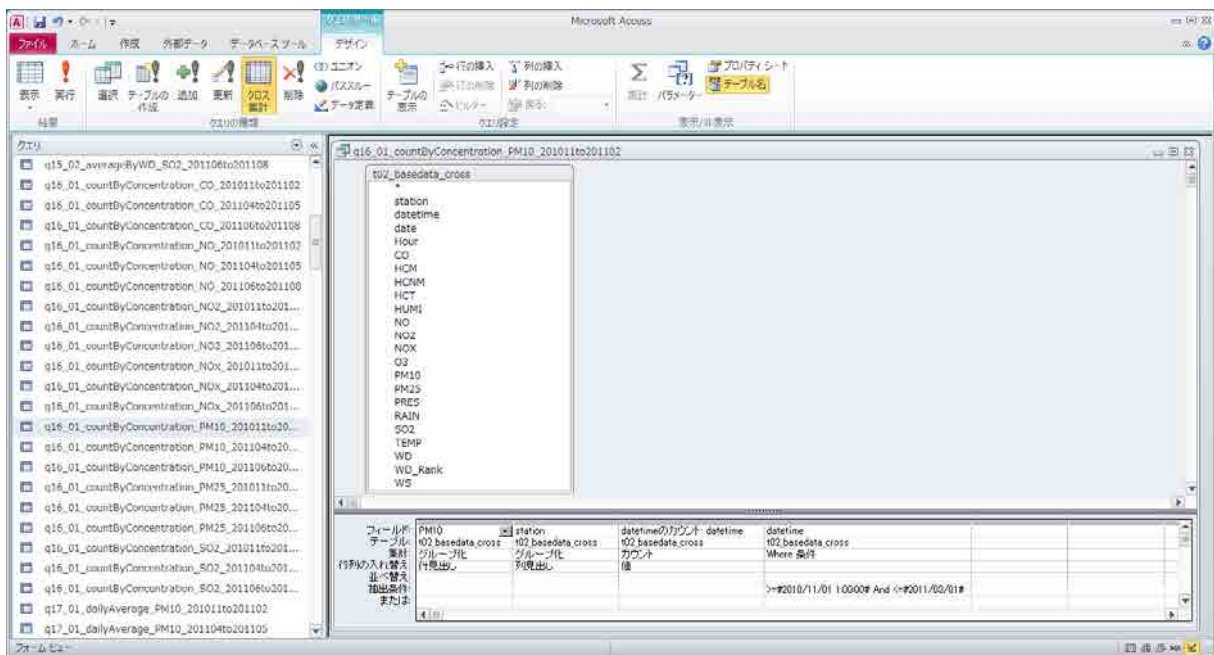 Microsoft Access
ファイル ホーム 作成 外部データ データベース ツール デザイン
表示 実行 選択 テーブルの作成 追加 更新 クロス集計 削除
ユニオン
パススルー
データ定義
テーブルの表示
行の挿入
行の削除
ビルダー
列の挿入
列の削除
戻る:
集計 パラメーター
プロパティ シート
テーブル名
結果 クエリの種類 クエリ設定 表示/非表示
クエリ
q15_02_averageByWD_SO2_201106to201108
q16_01_countByConcentration_CO_201011to201102
q16_01_countByConcentration_CO_201104to201105
q16_01_countByConcentration_CO_201106to201108
q16_01_countByConcentration_NO_201011to201102
q16_01_countByConcentration_NO_201104to201105
q16_01_countByConcentration_NO_201106to201108
q16_01_countByConcentration_NO2_201011to201...
q16_01_countByConcentration_NO2_201104to201...
q16_01_countByConcentration_NO2_201106to201...
q16_01_countByConcentration_NOx_201011to201...
q16_01_countByConcentration_NOx_201104to201...
q16_01_countByConcentration_NOx_201106to201...
q16_01_countByConcentration_PM10_201011to20...
q16_01_countByConcentration_PM10_201104to20...
q16_01_countByConcentration_PM10_201106to20...
q16_01_countByConcentration_PM25_201011to20...
q16_01_countByConcentration_PM25_201104to20...
q16_01_countByConcentration_PM25_201106to20...
q16_01_countByConcentration_SO2_201011to201...
q16_01_countByConcentration_SO2_201104to201...
q16_01_countByConcentration_SO2_201106to201...
q17_01_dailyAverage_PM10_201011to201102
q17_01_dailyAverage_PM10_201104to201105
q16_01_countByConcentration_PM10_201011to201102
t02_basedata_cross
*
station
datetime
date
Hour
CO
HCM
HCNM
HCT
HUMI
NO
NO2
NOX
O3
PM10
PM25
PRES
RAIN
SO2
TEMP
WD
WD_Rank
WS
フィールド: PM10 station datetimeのカウント: datetime datetime
テーブル: t02_basedata_cross t02_basedata_cross t02_basedata_cross t02_basedata_cross
集計: グループ化 グループ化 カウント Where 条件
行列の入れ替え: 行見出し 列見出し 値
並べ替え:
抽出条件: >=#2010/11/01 1:00:00# And <=#2011/03/01#
または:
フォーム ビュー